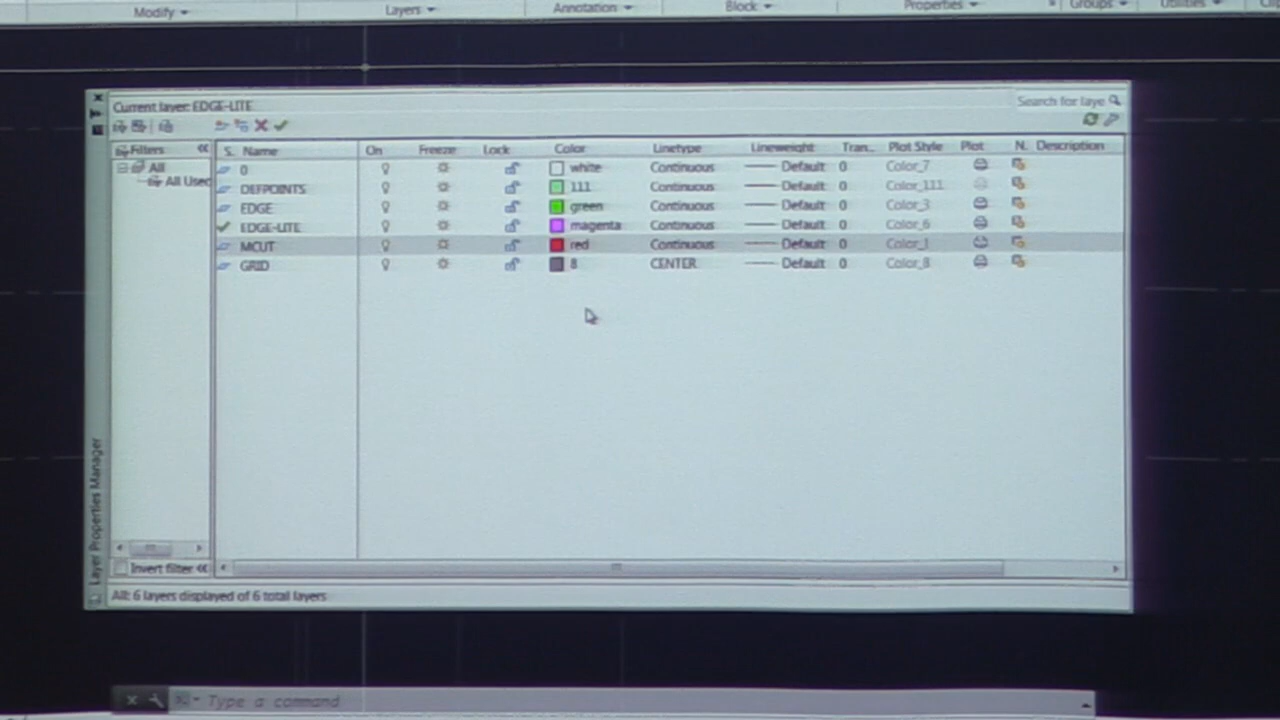 Modify Layers Annotation Block Properties Groups Utilities
Current layer: EDGE-LITE
Search for laye
Filters
All
All Used
S.. Name On Freeze Lock Color Linetype Lineweight Tran... Plot Style Plot N.. Description
0 white Continuous Default 0 Color_7
DEFPOINTS 111 Continuous Default 0 Color_111
EDGE green Continuous Default 0 Color_3
EDGE-LITE magenta Continuous Default 0 Color_6
MCUT red Continuous Default 0 Color_1
GRID 8 CENTER Default 0 Color_8
Layer Properties Manager
Invert filter
All: 6 layers displayed of 6 total layers
Type a command